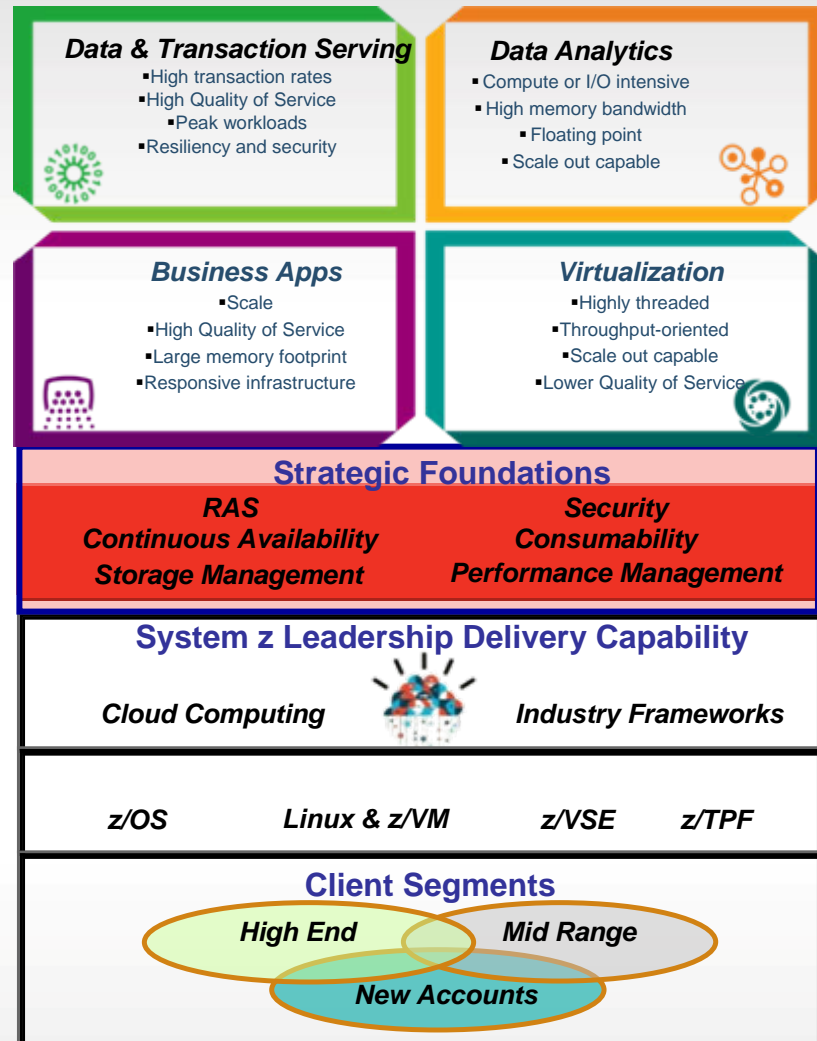 Data & Transaction Serving
▪High transaction rates
▪High Quality of Service
▪Peak workloads
▪Resiliency and security
Data Analytics
▪ Compute or I/O intensive
▪ High memory bandwidth
▪ Floating point
▪ Scale out capable
Business Apps
▪Scale
▪High Quality of Service
▪Large memory footprint
▪Responsive infrastructure
Virtualization
▪Highly threaded
▪Throughput-oriented
▪Scale out capable
▪Lower Quality of Service
Strategic Foundations
RAS
Continuous Availability
Storage Management
Security
Consumability
Performance Management
System z Leadership Delivery Capability
Cloud Computing
Industry Frameworks
z/OS Linux & z/VM z/VSE z/TPF
Client Segments
High End
Mid Range
New Accounts